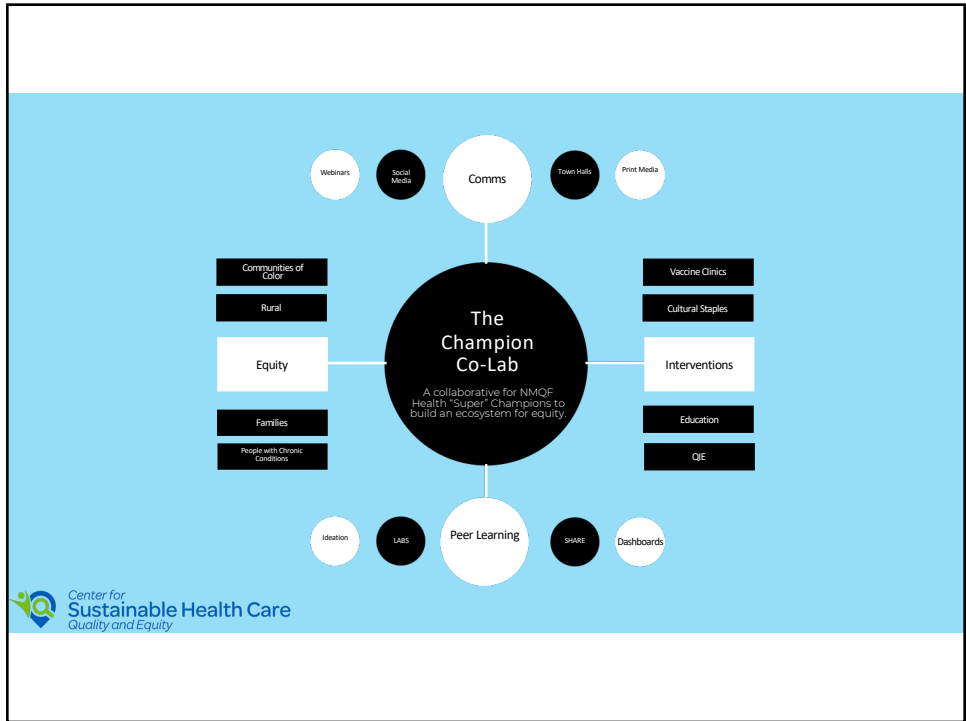 Webinars
Social
Media
Comms
Town Halls
Print Media
Communities of
Color
Rural
Equity
Families
People with Chronic
Conditions
The
Champion
Co-Lab
A collaborative for NMQF
Health “Super” Champions to
build an ecosystem for equity.
Vaccine Clinics
Cultural Staples
Interventions
Education
QIE
Ideation
LABS
Peer Learning
SHARE
Dashboards
Center for
Sustainable Health Care
Quality and Equity